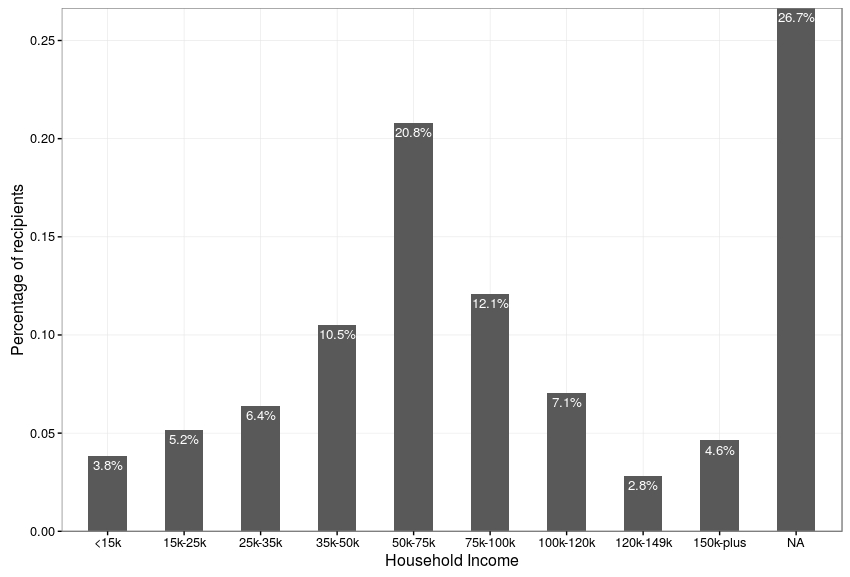 Percentage of recipients
0.25
0.20
0.15
0.10
0.05
0.00
3.8%
5.2%
6.4%
10.5%
20.8%
12.1%
7.1%
2.8%
4.6%
26.7%
<15k
15k-25k
25k-35k
35k-50k
50k-75k
75k-100k
100k-120k
120k-149k
150k-plus
NA
Household Income